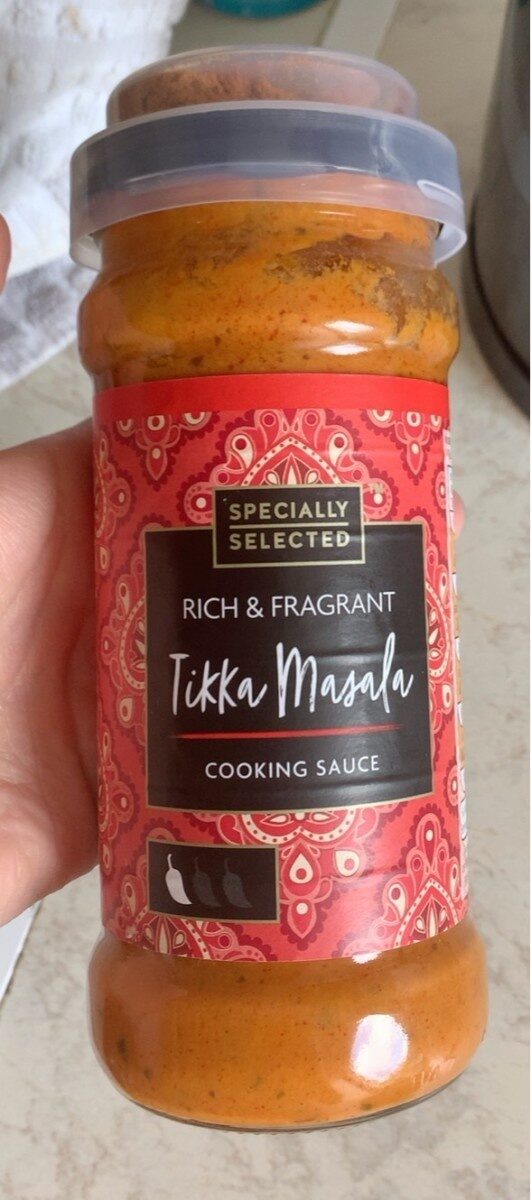 SPECIALLY
SELECTED
RICH & FRAGRANT
Tikka Masala
COOKING SAUCE